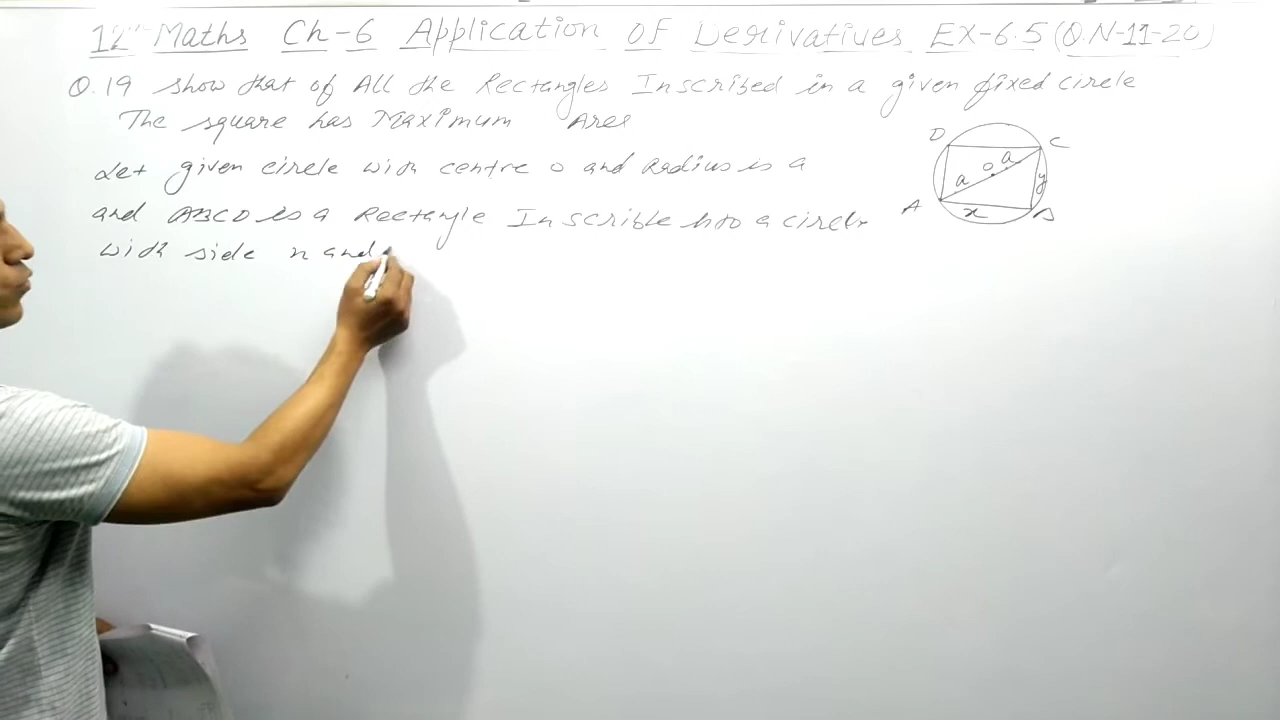 12th Maths Ch-6 Application OF Derivatives EX-6.5 (Q.N-11-20)
Q.19 show that of All the Rectangles Inscribed in a given fixed circle
The square has Maximum Area
Let given circle with centre O and Radius is a
and ABCD is a Rectangle Inscrible into a circle
with side x and
D C
O a
a y
A x B